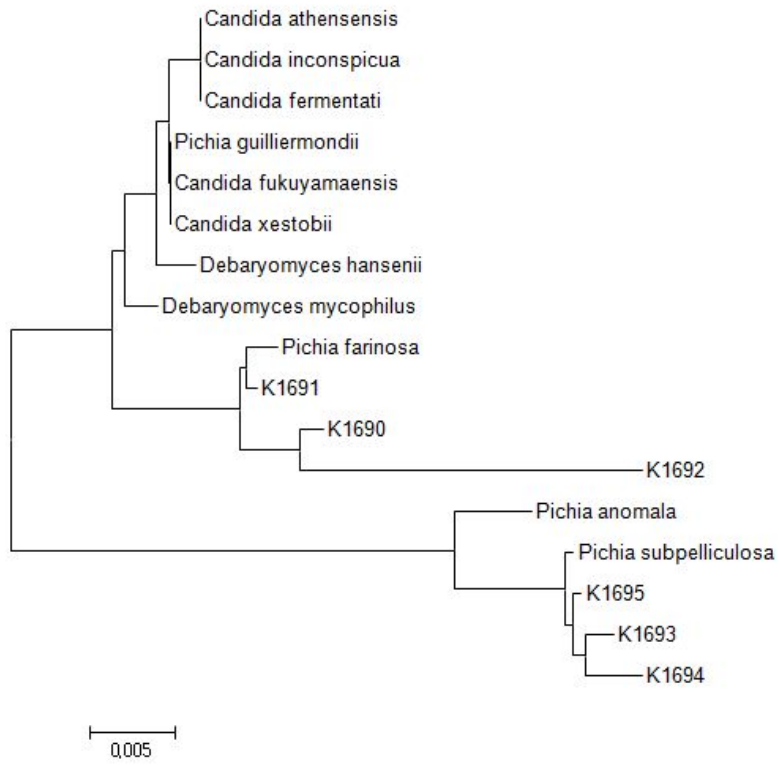 Candida athensensis
Candida inconspicua
Candida fermentati
Pichia guilliermondii
Candida fukuyamaensis
Candida xestobii
Debaryomyces hansenii
Debaryomyces mycophilus
Pichia farinosa
K1691
K1690
K1692
Pichia anomala
Pichia subpelliculosa
K1695
K1693
K1694
0,005